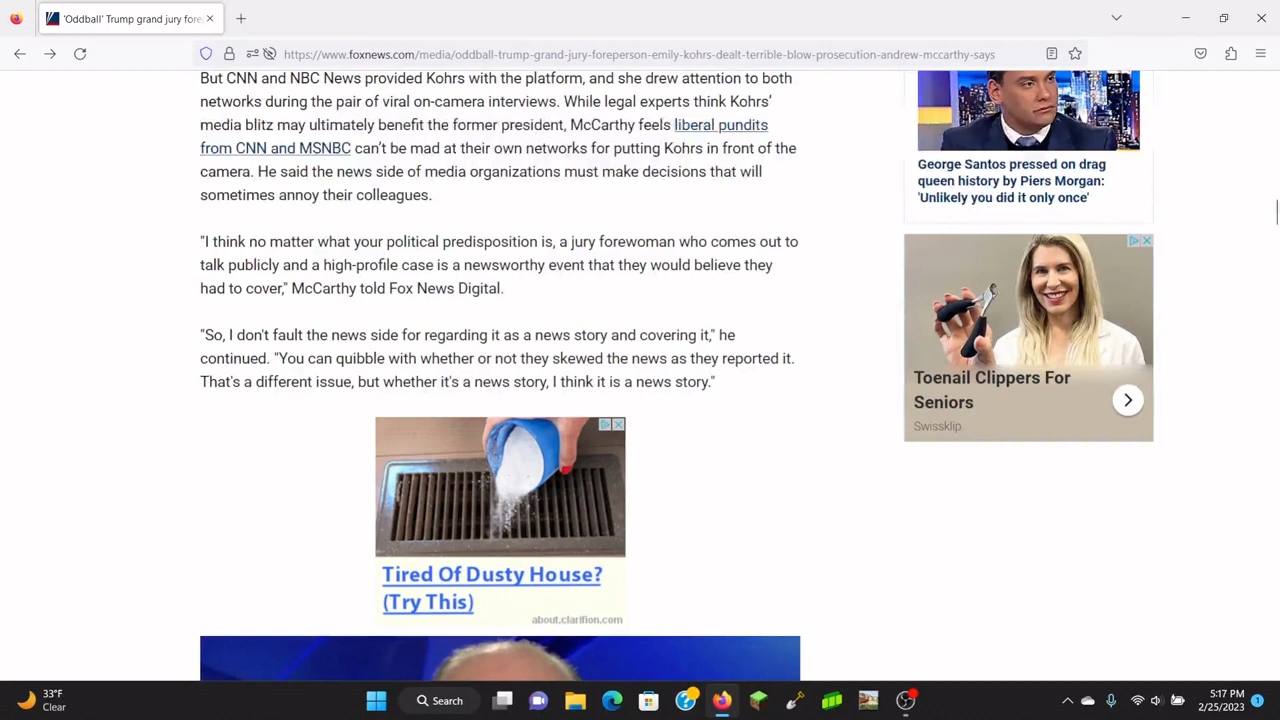 'Oddball' Trump grand jury fore
https://www.foxnews.com/media/oddball-trump-grand-jury-foreperson-emily-kohrs-dealt-terrible-blow-prosecution-andrew-mccarthy-says
But CNN and NBC News provided Kohrs with the platform, and she drew attention to both
networks during the pair of viral on-camera interviews. While legal experts think Kohrs'
media blitz may ultimately benefit the former president, McCarthy feels liberal pundits
from CNN and MSNBC can't be mad at their own networks for putting Kohrs in front of the
camera. He said the news side of media organizations must make decisions that will
sometimes annoy their colleagues.
"I think no matter what your political predisposition is, a jury forewoman who comes out to
talk publicly and a high-profile case is a newsworthy event that they would believe they
had to cover," McCarthy told Fox News Digital.
"So, I don't fault the news side for regarding it as a news story and covering it," he
continued. "You can quibble with whether or not they skewed the news as they reported it.
That's a different issue, but whether it's a news story, I think it is a news story."
Tired Of Dusty House?
(Try This)
about.clarifion.com
George Santos pressed on drag
queen history by Piers Morgan:
'Unlikely you did it only once'
Toenail Clippers For
Seniors
Swissklip
33°F
Clear
Search
5:17 PM
2/25/2023
1